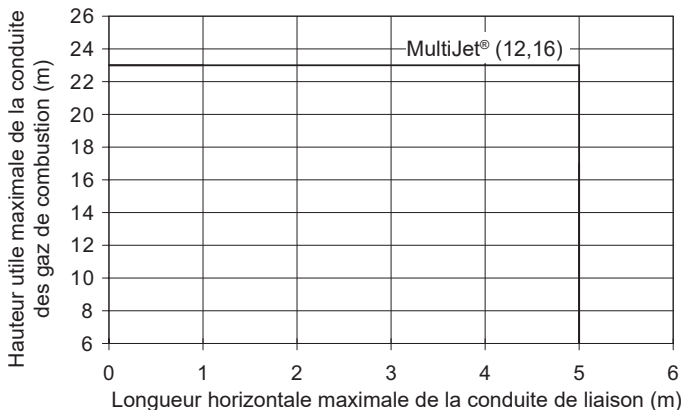 Hauteur utile maximale de la conduite
des gaz de combustion (m)
26
24
22
20
18
16
14
12
10
8
6
MultiJet® (12,16)
0 1 2 3 4 5 6
Longueur horizontale maximale de la conduite de liaison (m)